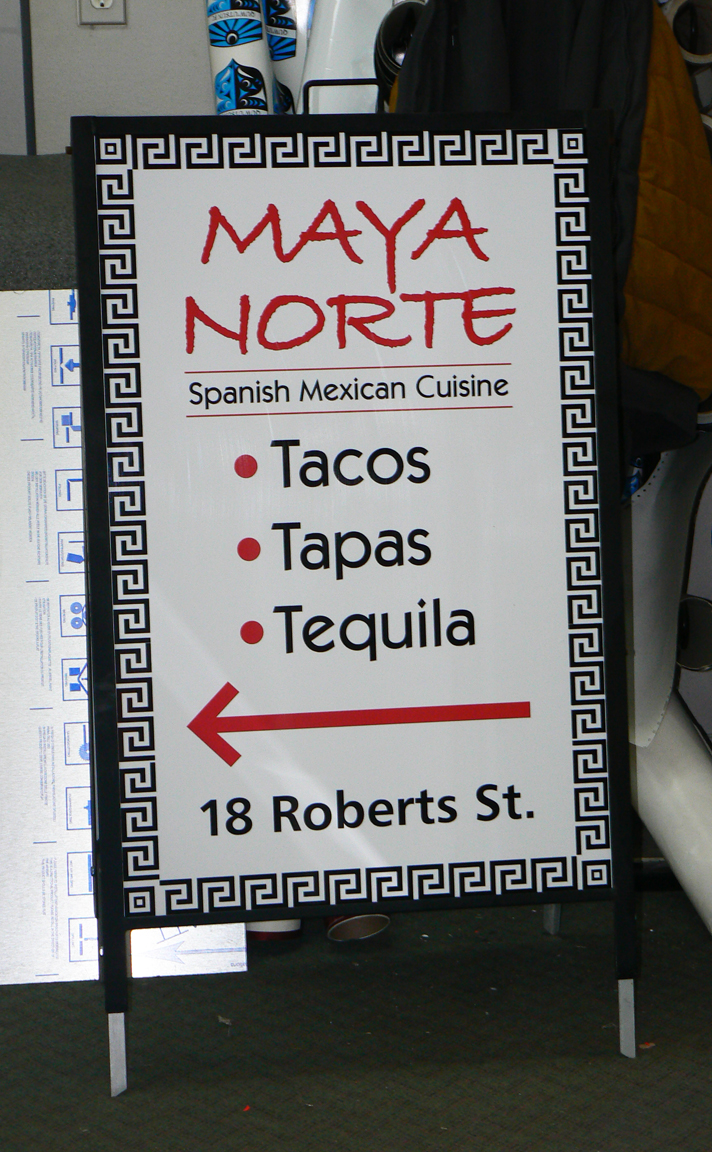 MAYA
NORTE
Spanish Mexican Cuisine
• Tacos
• Tapas
• Tequila
18 Roberts St.